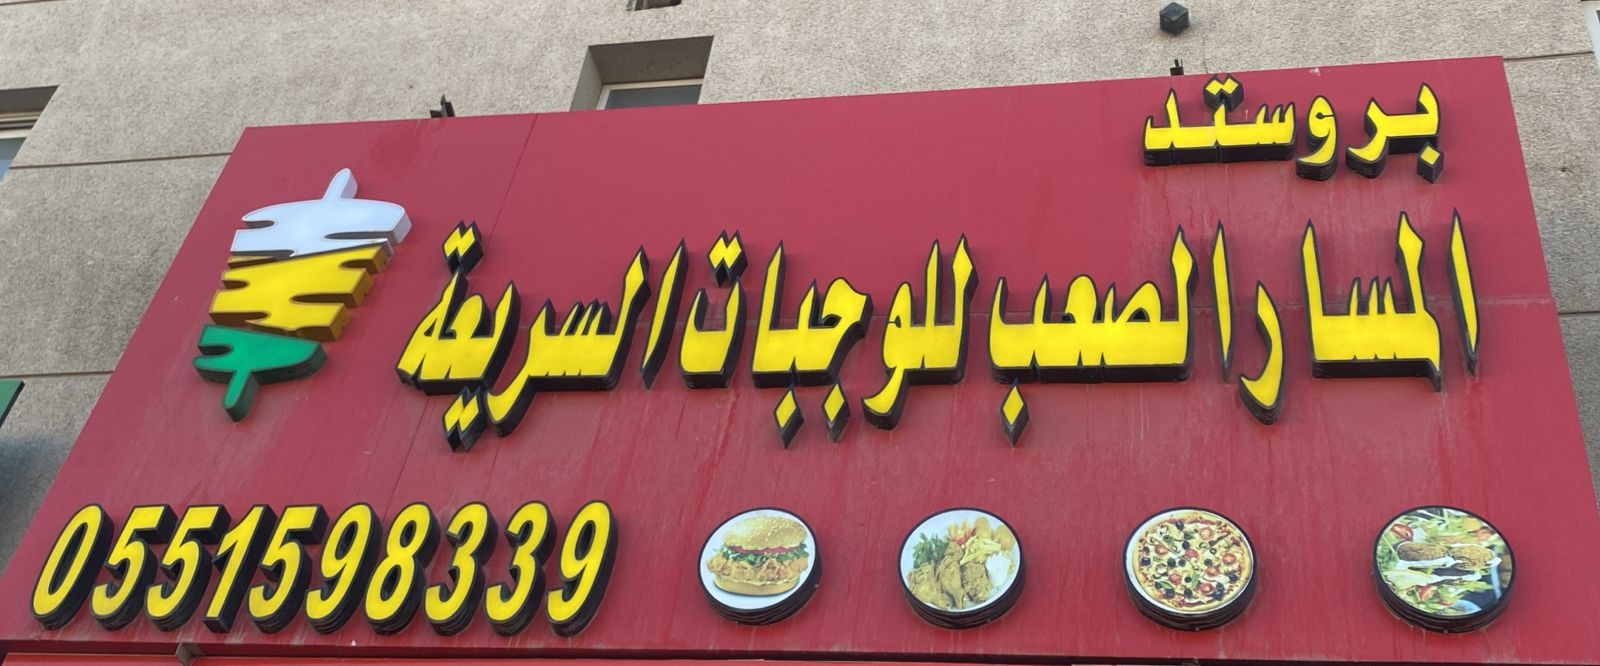 بروستد
المسار الصعب للوجبات السريعة
0551598339